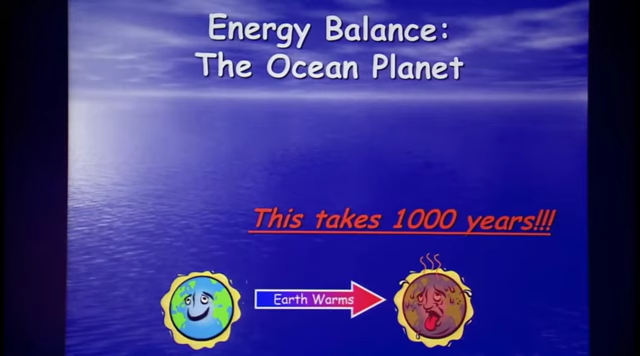 Energy Balance:
The Ocean Planet
This takes 1000 years!!!
Earth Warms